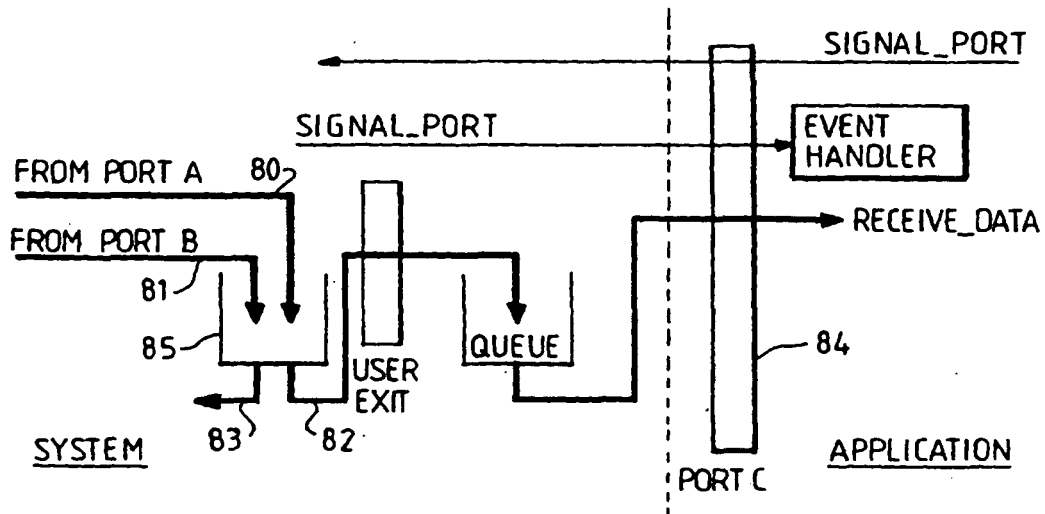 SIGNAL_PORT
SIGNAL_PORT
EVENT
HANDLER
FROM PORT A
80
FROM PORT B
RECEIVE_DATA
81
85
QUEUE
84
USER
EXIT
83
82
SYSTEM
PORT C
APPLICATION